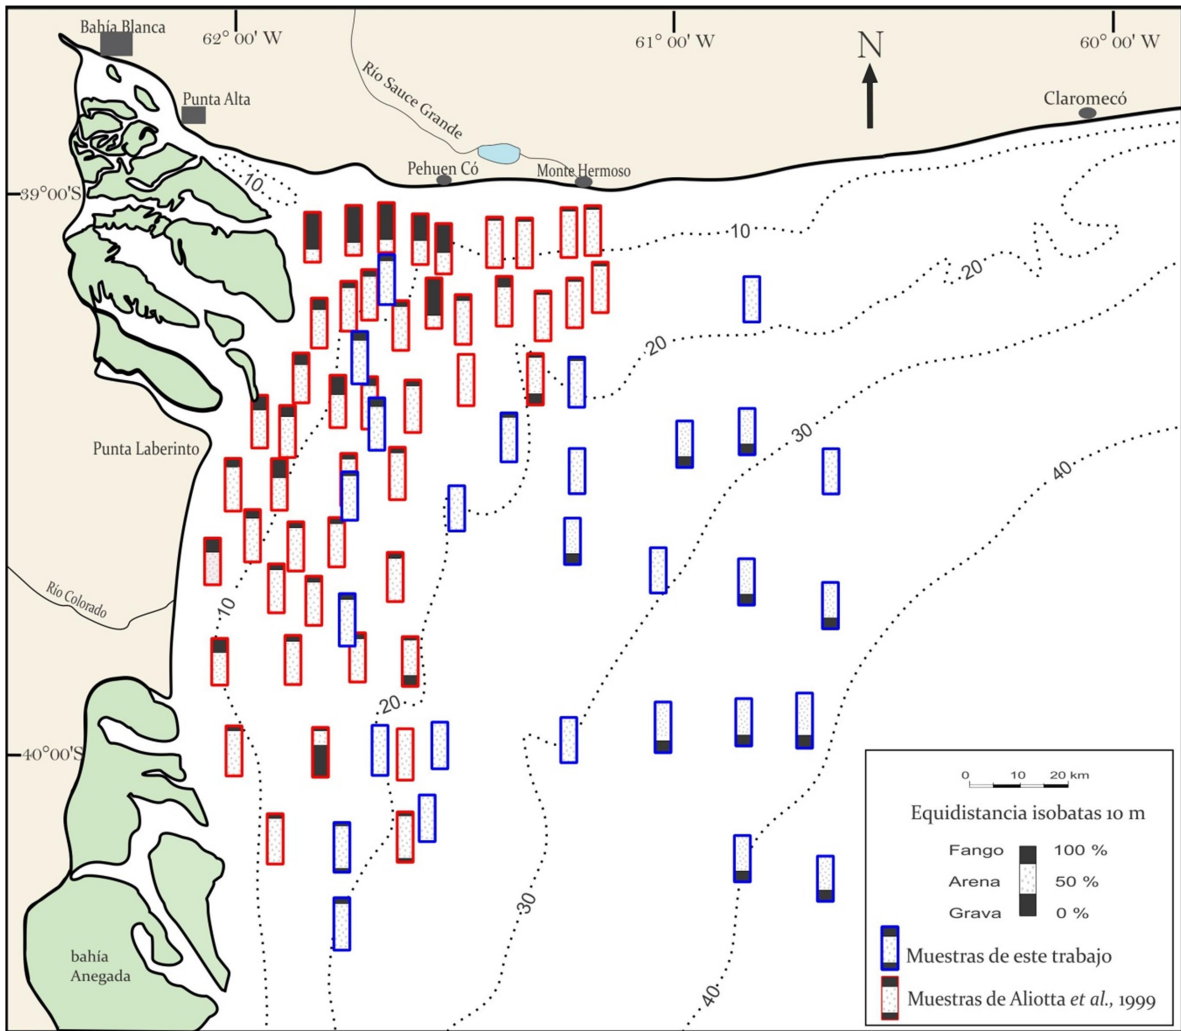 Bahía Blanca
62° 00' W
61° 00' W
60° 00' W
N
Río Sauce Grande
Punta Alta
Claromecó
Pehuen Có
Monte Hermoso
39°00'S
10
10
20
20
30
Punta Laberinto
40
10
Río Colorado
20
40°00'S
0 10 20 km
Equidistancia isobatas 10 m
Fango 100 %
Arena 50 %
Grava 0 %
30
bahía
Anegada
Muestras de este trabajo
40
Muestras de Aliotta et al., 1999